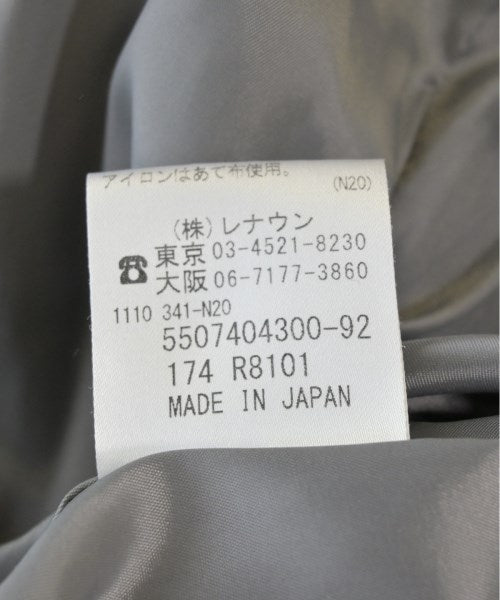 アイロンはあて布使用。
(N20)
(株)レナウン
東京 03-4521-8230
大阪 06-7177-3860
1110 341-N20
5507404300-92
174 R8101
MADE IN JAPAN